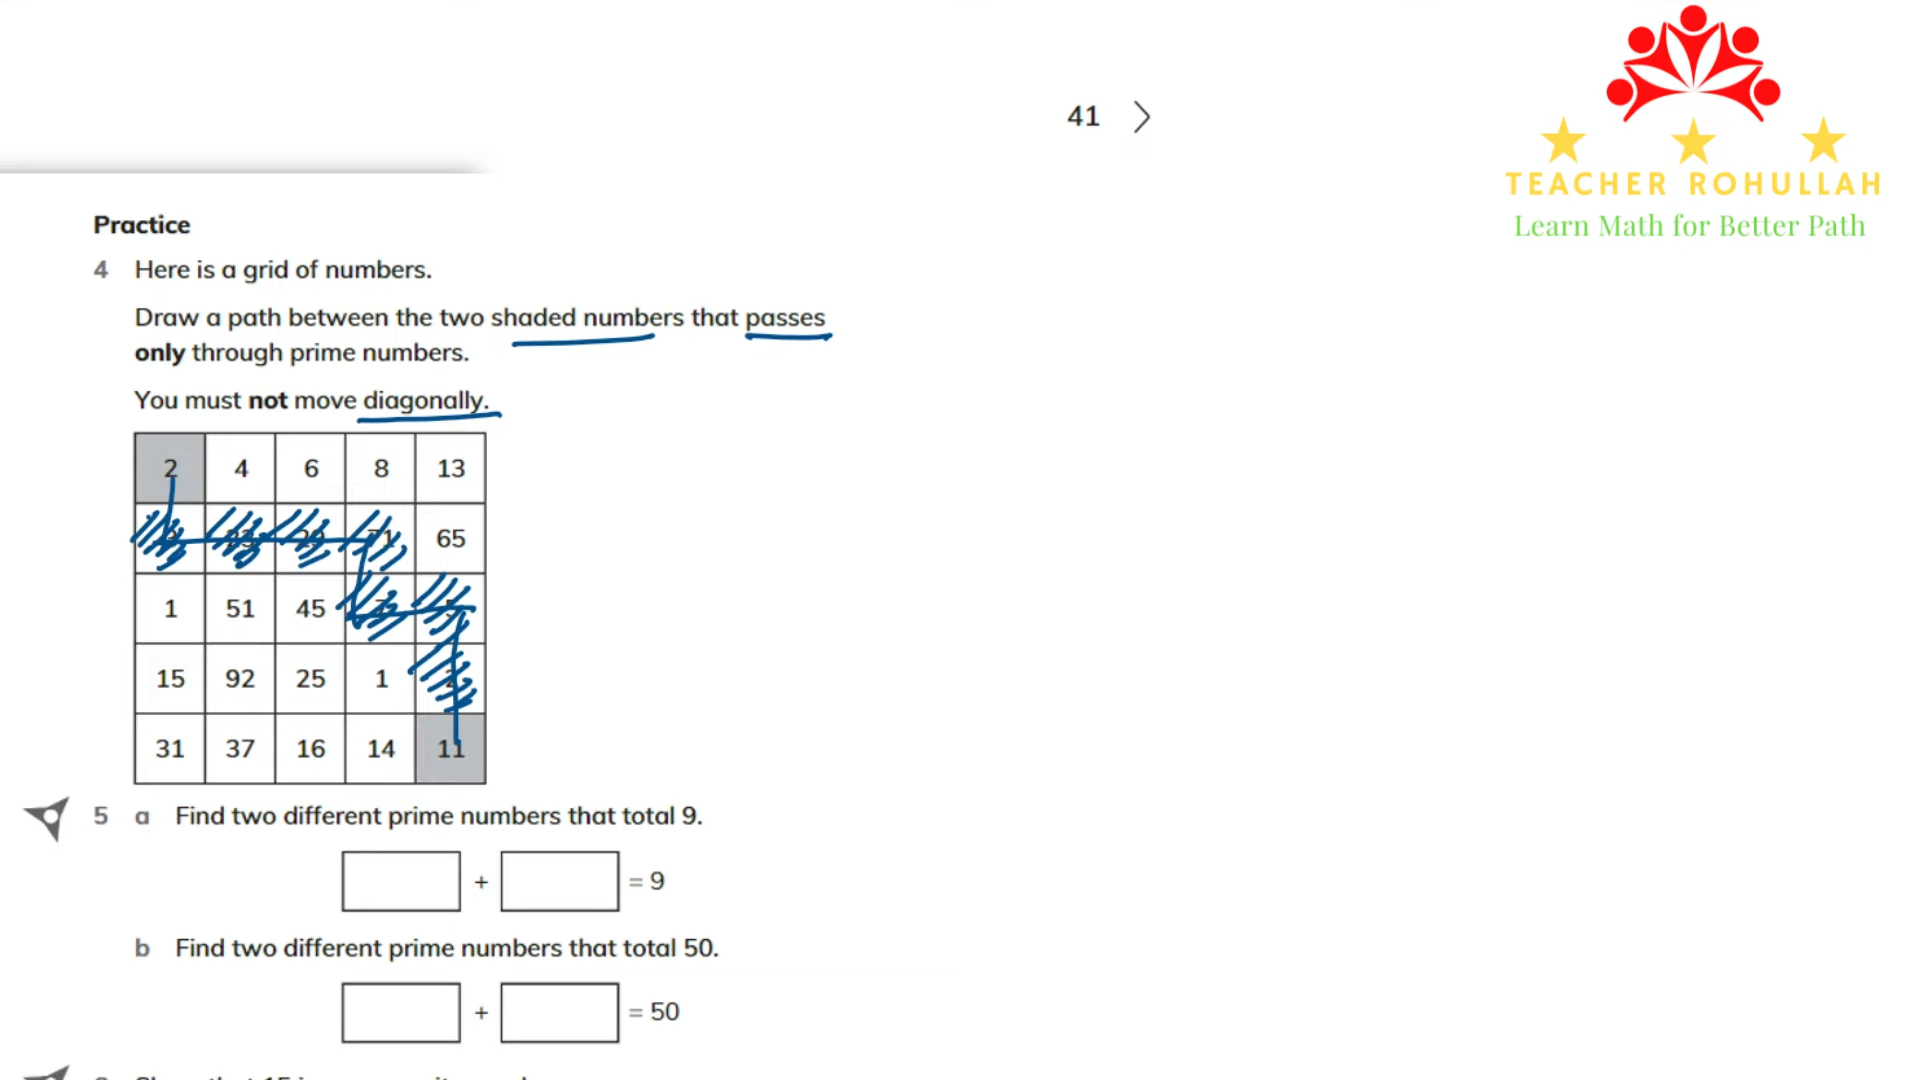 41
TEACHER ROHULLAH
Learn Math for Better Path
Practice
4 Here is a grid of numbers.
Draw a path between the two shaded numbers that passes
only through prime numbers.
You must not move diagonally.
2 4 6 8 13
65
1 51 45
15 92 25 1
31 37 16 14 11
5 a Find two different prime numbers that total 9.
+ = 9
b Find two different prime numbers that total 50.
+ = 50